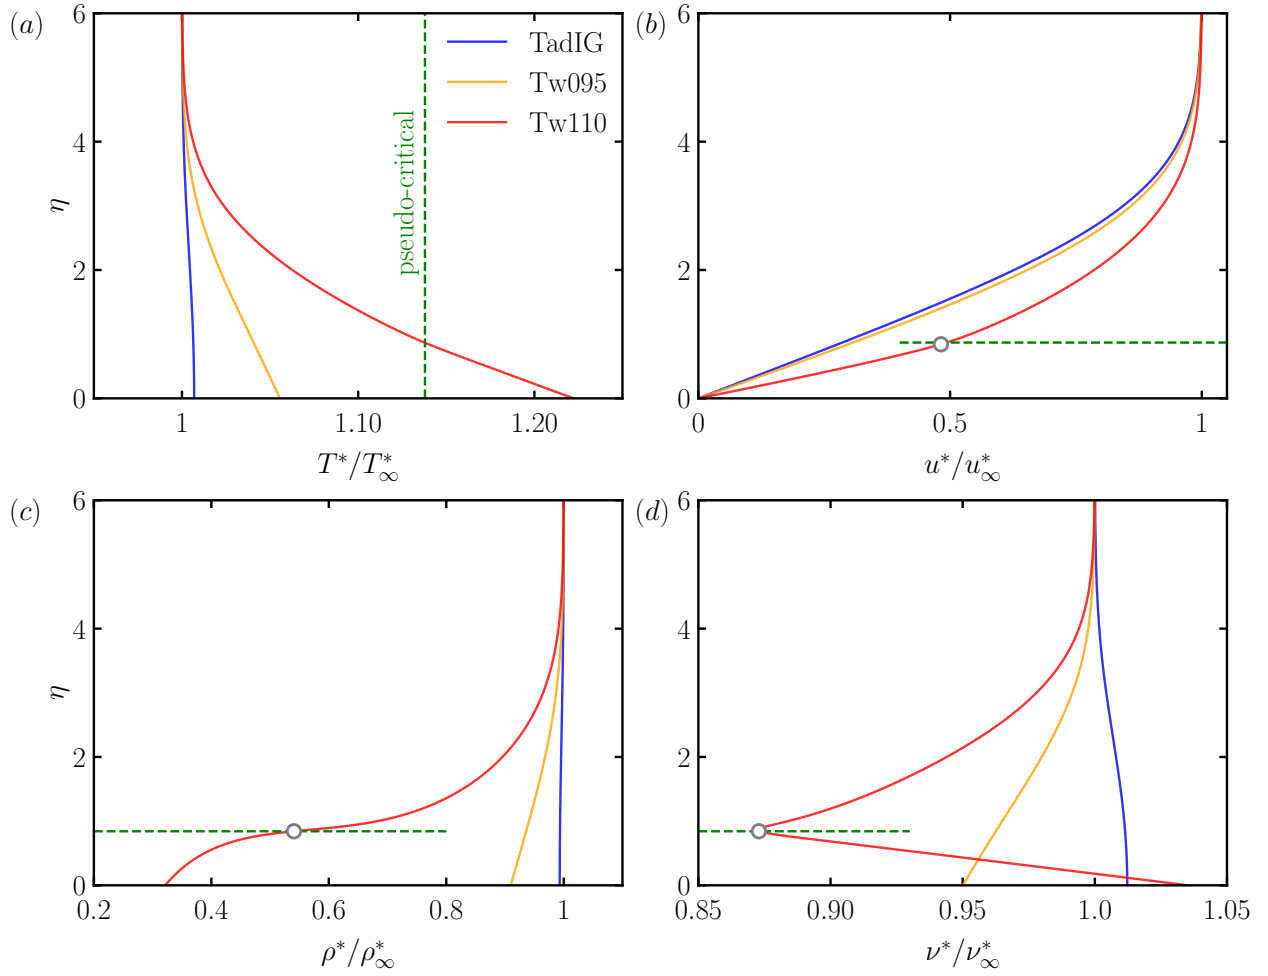 (a)
6
4
η
2
0
1
1.10
1.20
T*/T*∞
pseudo-critical
TadIG
Tw095
Tw110
(b)
6
4
2
0
0
0.5
1
u*/u*∞
(c)
6
4
η
2
0
0.2
0.4
0.6
0.8
1
ρ*/ρ*∞
(d)
6
4
2
0
0.85
0.90
0.95
1.0
1.05
ν*/ν*∞